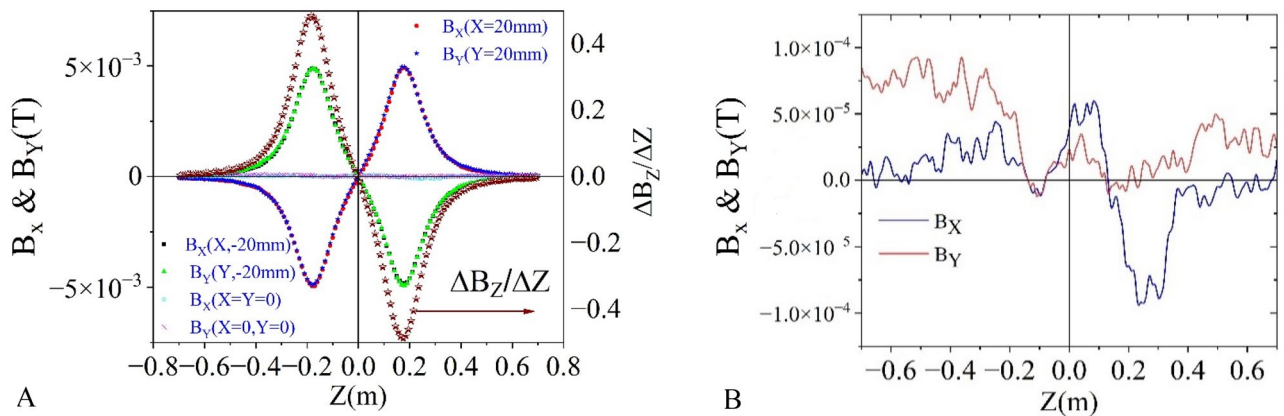 B_X & B_Y(T)
5×10⁻³
0
−5×10⁻³
B_X(X=20mm)
B_Y(Y=20mm)
B_X(X,-20mm)
B_Y(Y,-20mm)
B_X(X=Y=0)
B_Y(X=0,Y=0)
ΔB_Z/ΔZ
0.4
0.2
0.0
−0.2
−0.4
ΔB_Z/ΔZ
−0.8 −0.6 −0.4 −0.2 0.0 0.2 0.4 0.6 0.8
Z(m)
A
B_X & B_Y(T)
1.0×10⁻⁴
5.0×10⁻⁵
0.0
−5.0×10⁻⁵
−1.0×10⁻⁴
B_X
B_Y
−0.6 −0.4 −0.2 0.0 0.2 0.4 0.6
Z(m)
B